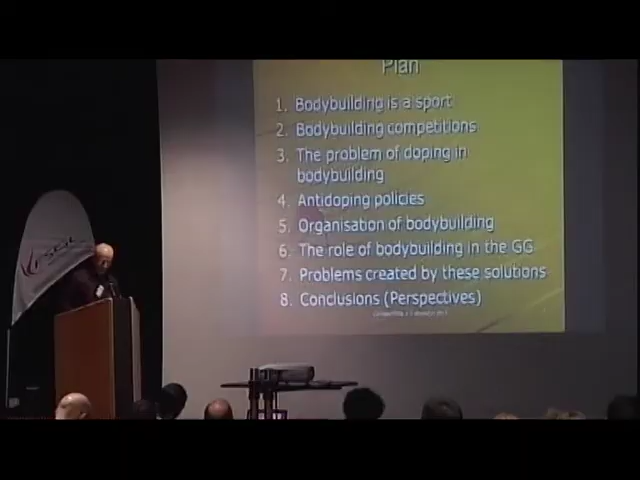 Plan
1. Bodybuilding is a sport
2. Bodybuilding competitions
3. The problem of doping in
bodybuilding
4. Antidoping policies
5. Organisation of bodybuilding
6. The role of bodybuilding in the GG
7. Problems created by these solutions
8. Conclusions (Perspectives)